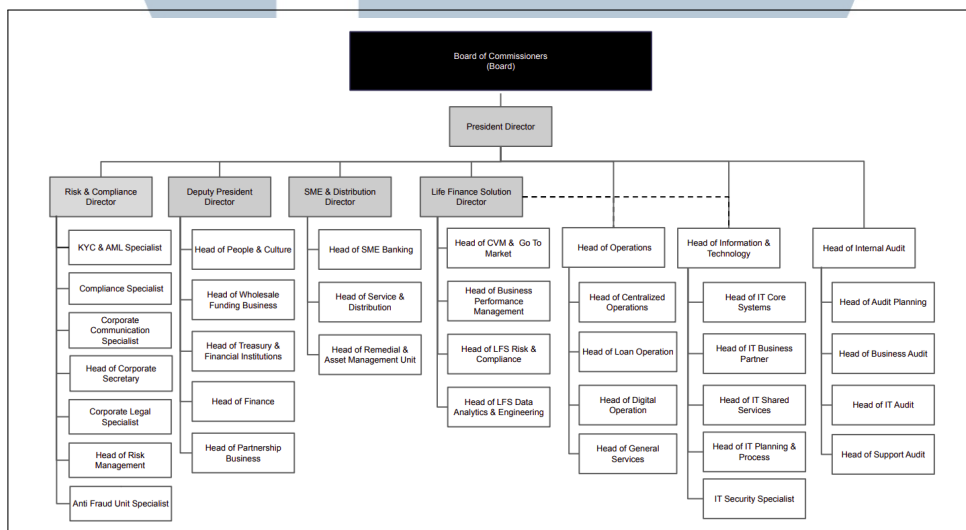 Board of Commissioners
(Board)
President Director
Risk & Compliance
Director
Deputy President
Director
SME & Distribution
Director
Life Finance Solution
Director
KYC & AML Specialist
Compliance Specialist
Corporate
Communication
Specialist
Head of Corporate
Secretary
Corporate Legal
Specialist
Head of Risk
Management
Anti Fraud Unit Specialist
Head of People & Culture
Head of Wholesale
Funding Business
Head of Treasury &
Financial Institutions
Head of Finance
Head of Partnership
Business
Head of SME Banking
Head of Service &
Distribution
Head of Remedial &
Asset Management Unit
Head of CVM & Go To
Market
Head of Business
Performance
Management
Head of LFS Risk &
Compliance
Head of LFS Data
Analytics & Engineering
Head of Operations
Head of Centralized
Operations
Head of Loan Operation
Head of Digital
Operation
Head of General
Services
Head of Information &
Technology
Head of IT Core
Systems
Head of IT Business
Partner
Head of IT Shared
Services
Head of IT Planning &
Process
IT Security Specialist
Head of Internal Audit
Head of Audit Planning
Head of Business Audit
Head of IT Audit
Head of Support Audit